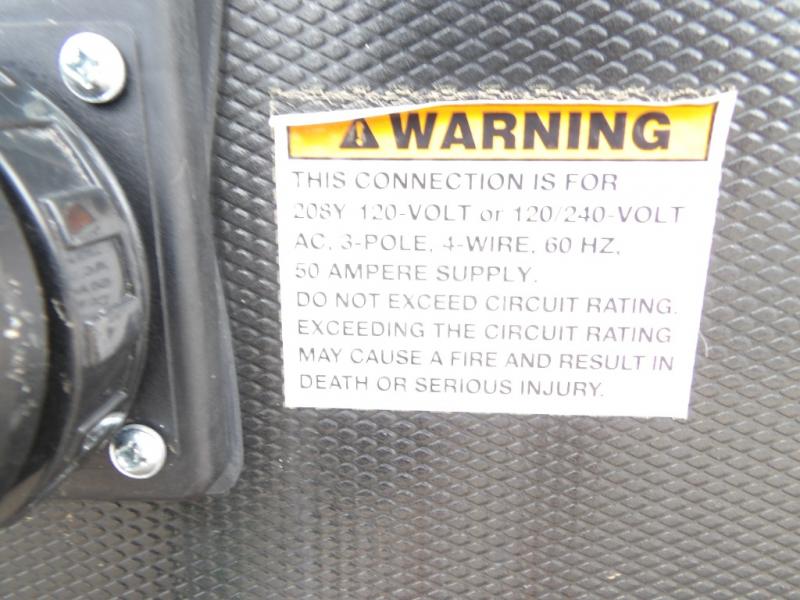 WARNING
THIS CONNECTION IS FOR
208Y 120-VOLT or 120/240-VOLT
AC, 3-POLE, 4-WIRE, 60 HZ,
50 AMPERE SUPPLY.
DO NOT EXCEED CIRCUIT RATING.
EXCEEDING THE CIRCUIT RATING
MAY CAUSE A FIRE AND RESULT IN
DEATH OR SERIOUS INJURY.